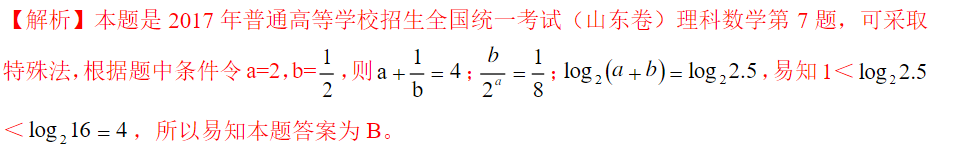 【解析】本题是 2017 年普通高等学校招生全国统一考试（山东卷）理科数学第 7 题，可采取
特殊法，根据题中条件令 a=2，b=1/2，则 a+1/b=4；b/2^a=1/8；log₂(a+b)=log₂2.5，易知 1＜log₂2.5
＜log₂16=4，所以易知本题答案为 B。